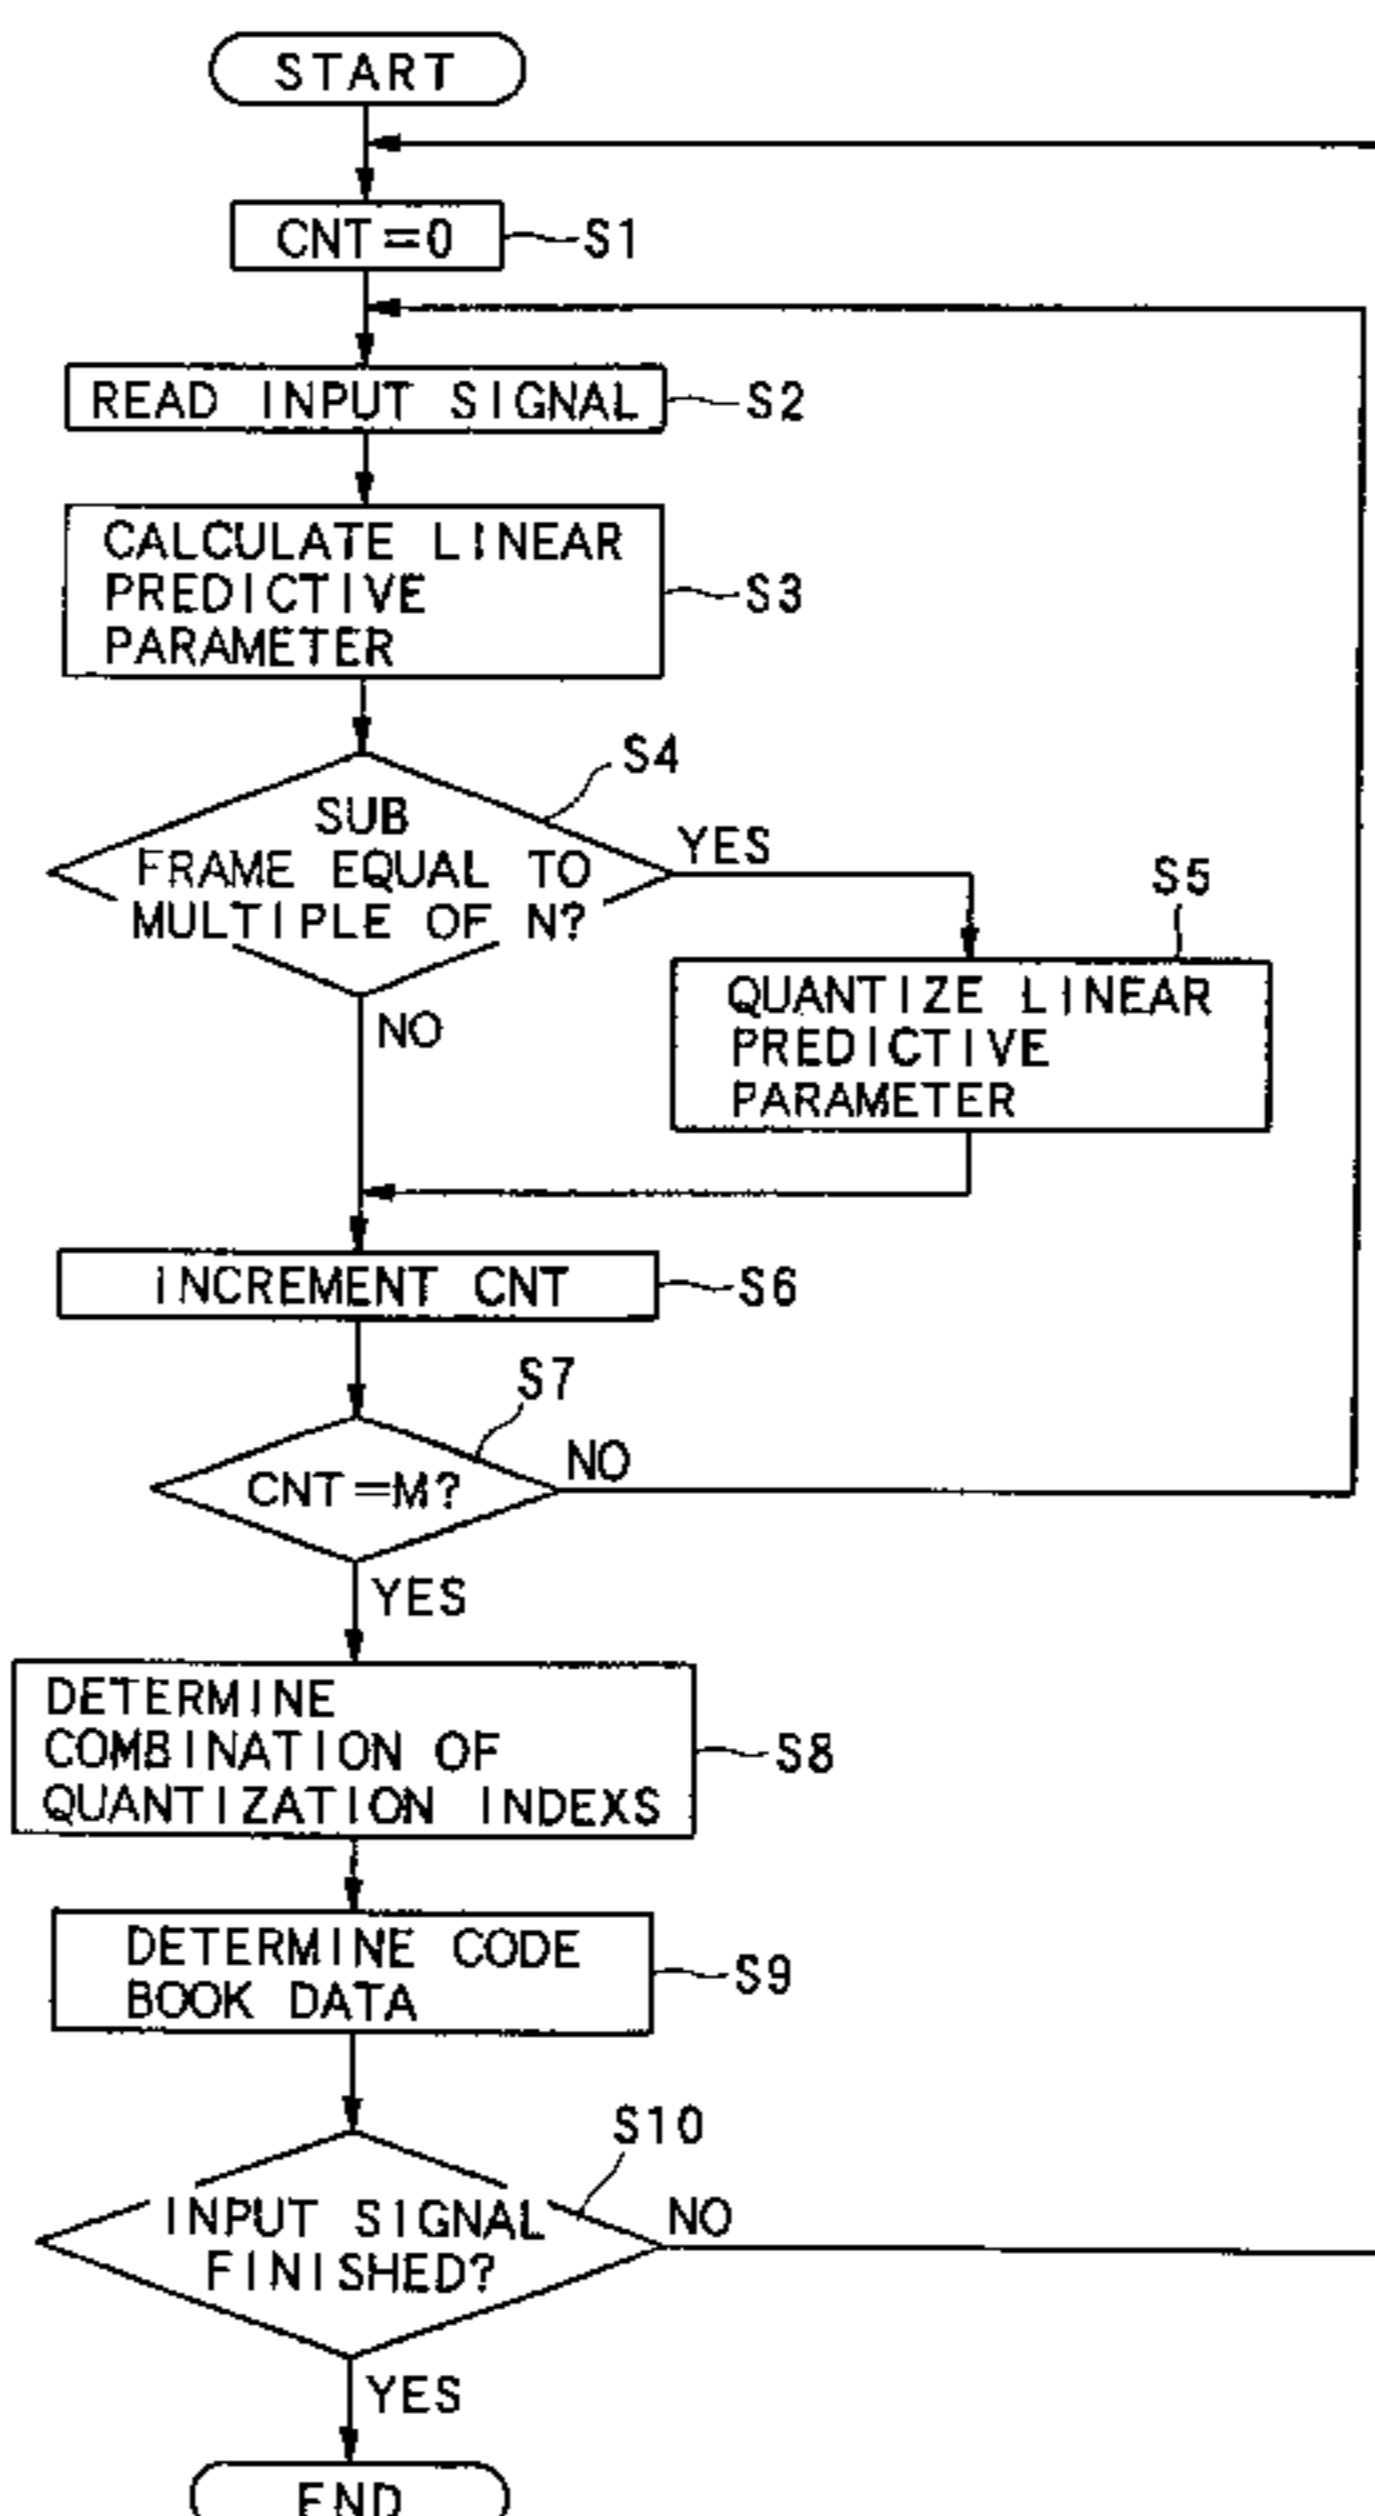 START
CNT=0
S1
READ INPUT SIGNAL
S2
CALCULATE LINEAR
PREDICTIVE
PARAMETER
S3
S4
SUB
FRAME EQUAL TO
MULTIPLE OF N?
YES
NO
S5
QUANTIZE LINEAR
PREDICTIVE
PARAMETER
INCREMENT CNT
S6
S7
CNT=M?
NO
YES
DETERMINE
COMBINATION OF
QUANTIZATION INDEXS
S8
DETERMINE CODE
BOOK DATA
S9
S10
INPUT SIGNAL
FINISHED?
NO
YES
END